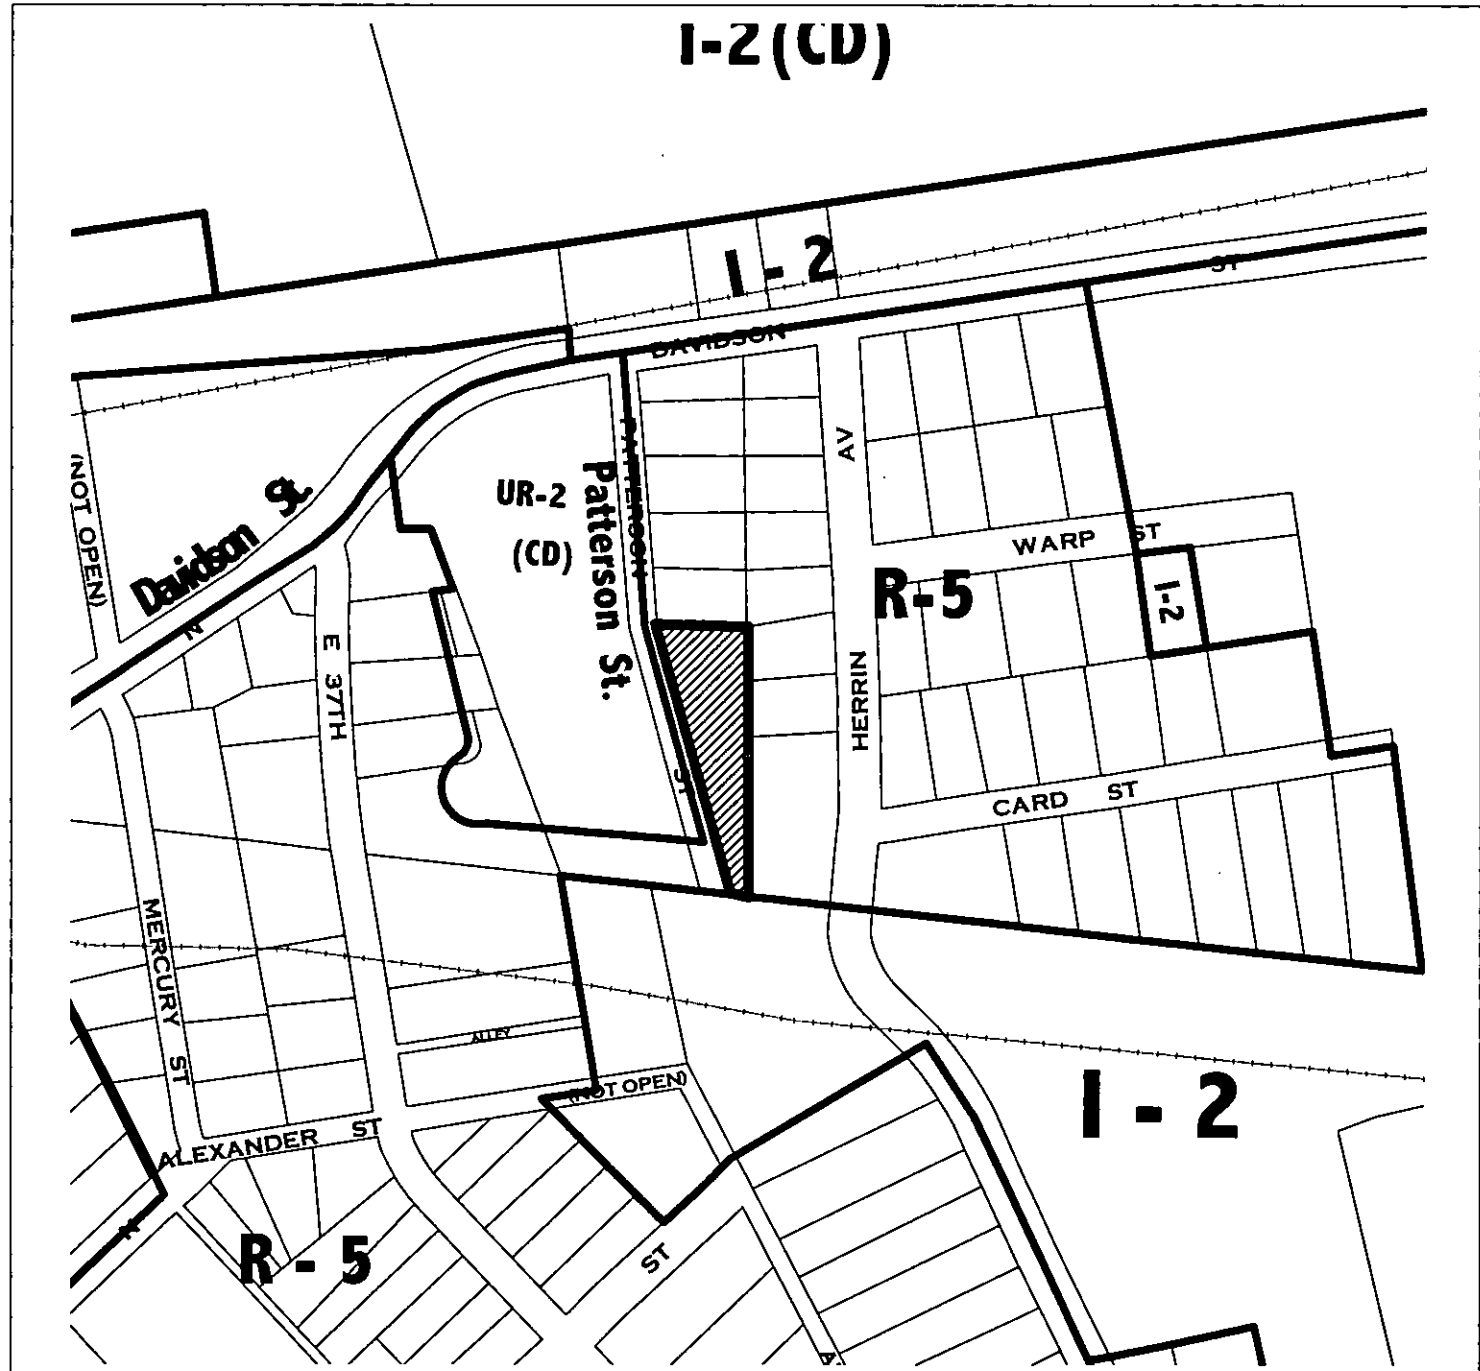 I-2(CD)
I - 2
ST
DAVIDSON
(NOT OPEN)
Davidson St.
N
UR-2
(CD)
PATTERSON
Patterson St.
ST
AV
HERRIN
WARP ST
R-5
I-2
E 37TH
CARD ST
MERCURY ST
ALLEY
(NOT OPEN)
I - 2
ALEXANDER ST
N
R - 5
ST